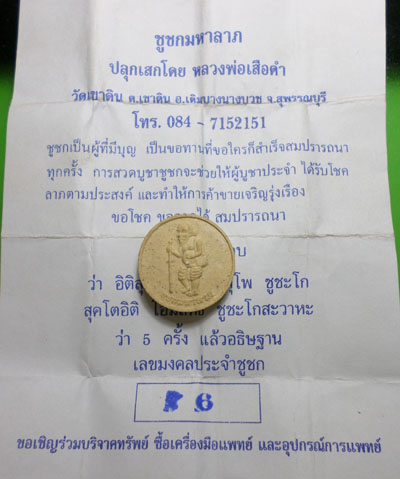 ชูชกมหาลาภ
ปลุกเสกโดย หลวงพ่อเสือดำ
วัดเขาดิน ต.เขาดิน อ.เดิมบางนางบวช จ.สุพรรณบุรี
โทร. 084 - 7152151
ชูชกเป็นผู้ที่มีบุญ เป็นขอทานที่ขอใครก็สำเร็จสมปรารถนา
ทุกครั้ง การสวดบูชาชูชกจะช่วยให้ผู้บูชาประจำ ได้รับโชค
ลาภตามประสงค์ และทำให้การค้าขายเจริญรุ่งเรือง
ขอโชค สมปรารถนา
ว่า ชูชะโก
สุคโตอิติ ชูชะโกสะวาหะ
ว่า 5 ครั้ง แล้วอธิษฐาน
เลขมงคลประจำชูชก
6
ขอเชิญร่วมบริจาคทรัพย์ ซื้อเครื่องมือแพทย์ และอุปกรณ์การแพทย์